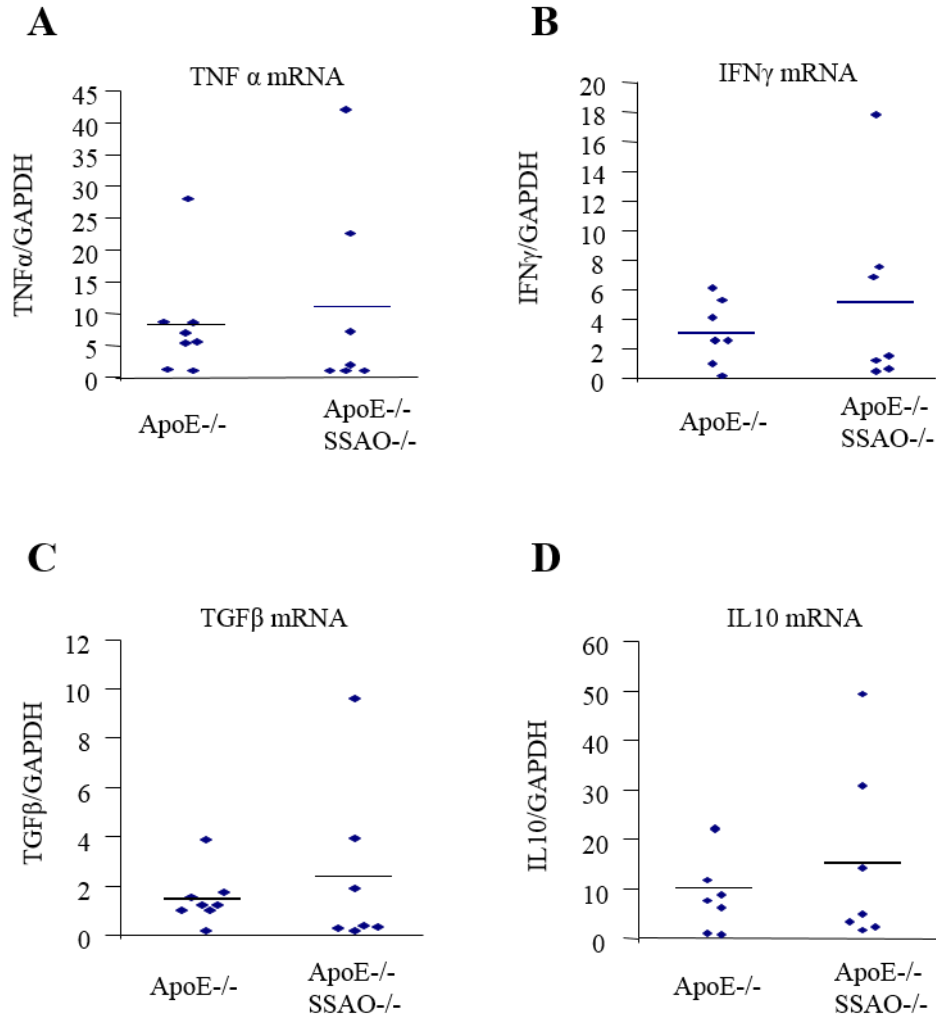 A
TNF α mRNA
TNFα/GAPDH
45
40
35
30
25
20
15
10
5
0
ApoE-/-
ApoE-/-
SSAO-/-
B
IFNγ mRNA
IFNγ/GAPDH
20
18
16
14
12
10
8
6
4
2
0
ApoE-/-
ApoE-/-
SSAO-/-
C
TGFβ mRNA
TGFβ/GAPDH
12
10
8
6
4
2
0
ApoE-/-
ApoE-/-
SSAO-/-
D
IL10 mRNA
IL10/GAPDH
60
50
40
30
20
10
0
ApoE-/-
ApoE-/-
SSAO-/-